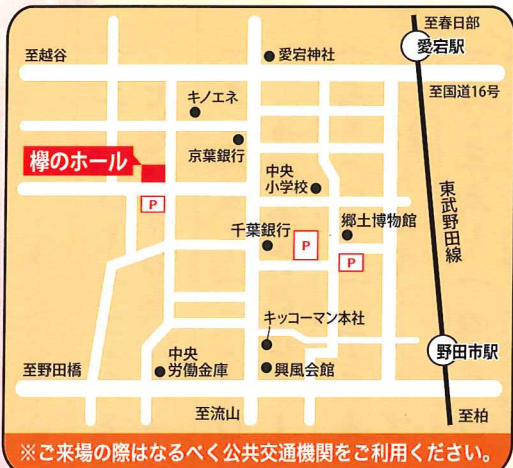 至春日部
愛宕駅
至越谷
愛宕神社
至国道16号
キノエネ
京葉銀行
欅のホール
中央
小学校
P
東武野田線
千葉銀行
P
郷土博物館
P
キッコーマン本社
野田市駅
至野田橋
中央
労働金庫
興風会館
至流山
至柏
※ご来場の際はなるべく公共交通機関をご利用ください。